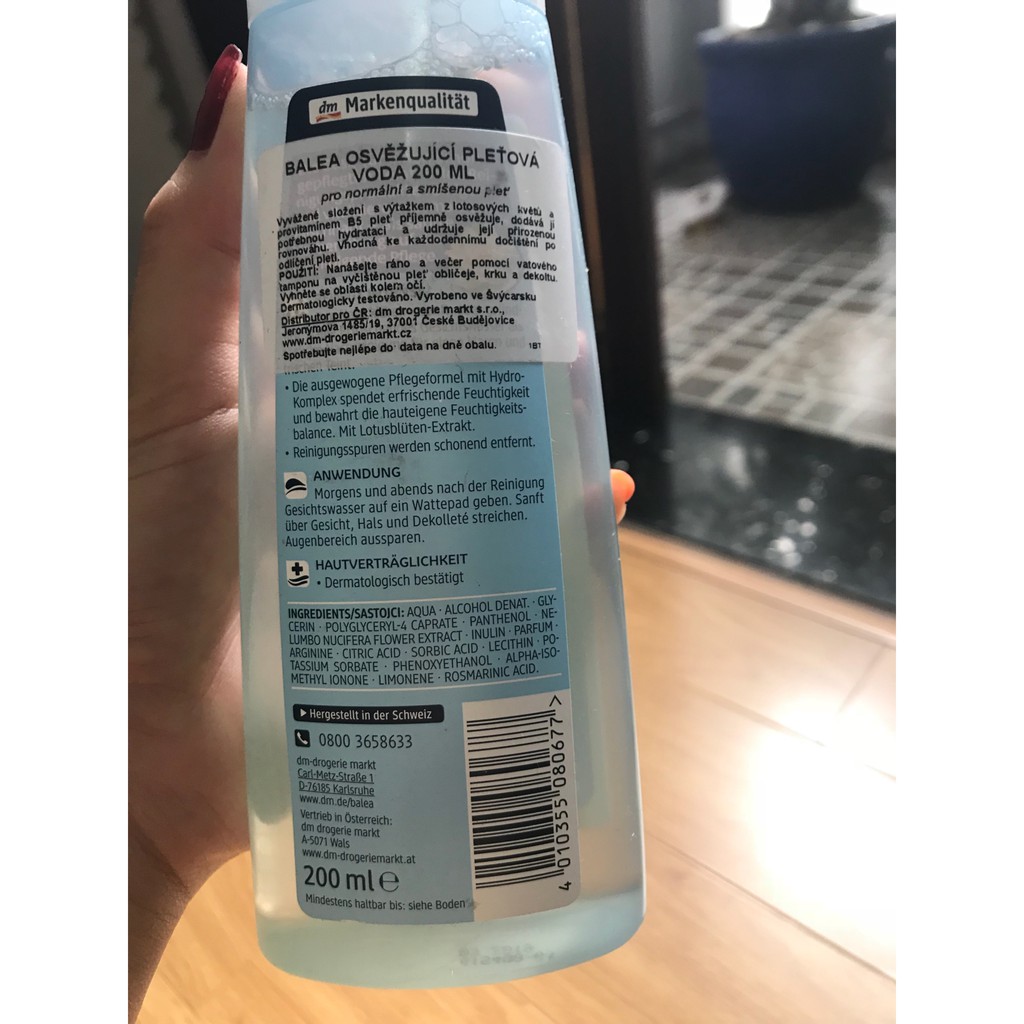 dm Markenqualität
BALEA OSVĚŽUJÍCÍ PLEŤOVÁ
VODA 200 ML
pro normální a smíšenou pleť
Vyvážené složení s výtažkem z lotosových květů a
provitaminem B5 pleť příjemně osvěžuje, dodává jí
potřebnou hydrataci a udržuje její přirozenou
rovnováhu. Vhodná ke každodennímu dočištění po
odlíčení pleti.
POUŽITÍ: Nanášejte ráno a večer pomocí vatového
tamponu na vyčištěnou pleť obličeje, krku a dekoltu.
Vyhněte se oblasti kolem očí.
Dermatologicky testováno. Vyrobeno ve Švýcarsku
Distributor pro ČR: dm drogerie markt s.r.o.,
Jeronýmova 1485/19, 37001 České Budějovice
www.dm-drogeriemarkt.cz
Spotřebujte nejlépe do data na dně obalu. 1BT
• Die ausgewogene Pflegeformel mit Hydro-
Komplex spendet erfrischende Feuchtigkeit
und bewahrt die hauteigene Feuchtigkeits-
balance. Mit Lotusblüten-Extrakt.
• Reinigungsspuren werden schonend entfernt.
ANWENDUNG
Morgens und abends nach der Reinigung
Gesichtswasser auf ein Wattepad geben. Sanft
über Gesicht, Hals und Dekolleté streichen.
Augenbereich aussparen.
HAUTVERTRÄGLICHKEIT
• Dermatologisch bestätigt
INGREDIENTS/SASTOJCI: AQUA · ALCOHOL DENAT. · GLY-
CERIN · POLYGLYCERYL-4 CAPRATE · PANTHENOL · NE-
LUMBO NUCIFERA FLOWER EXTRACT · INULIN · PARFUM ·
ARGININE · CITRIC ACID · SORBIC ACID · LECITHIN · PO-
TASSIUM SORBATE · PHENOXYETHANOL · ALPHA-ISO-
METHYL IONONE · LIMONENE · ROSMARINIC ACID.
Hergestellt in der Schweiz
0800 3658633
dm-drogerie markt
Carl-Metz-Straße 1
D-76185 Karlsruhe
www.dm.de/balea
Vertrieb in Österreich:
dm drogerie markt
A-5071 Wals
www.dm-drogeriemarkt.at
200 ml e
Mindestens haltbar bis: siehe Boden
4 010355 080677 >